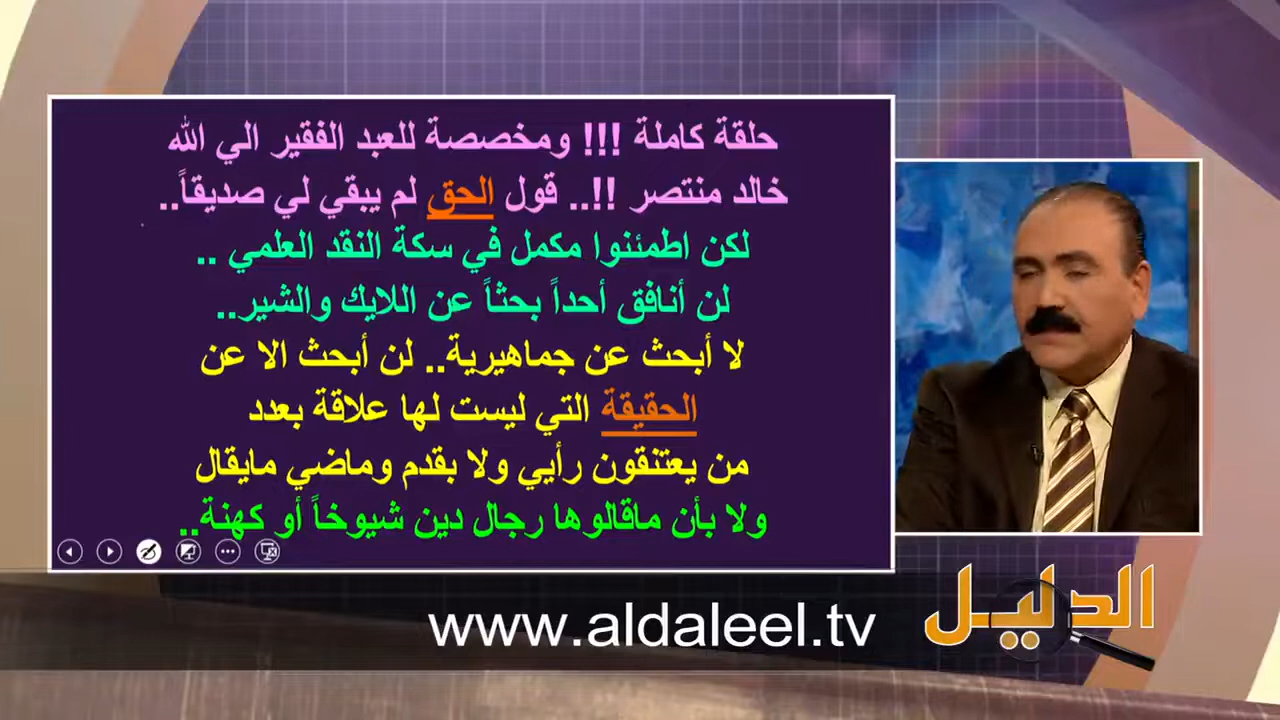 حلقة كاملة !!! ومخصصة للعبد الفقير الي الله
خالد منتصر !!.. قول الحق لم يبقي لي صديقاً..
لكن اطمئنوا مكمل في سكة النقد العلمي ..
لن أنافق أحداً بحثاً عن اللايك والشير..
لا أبحث عن جماهيرية.. لن أبحث الا عن
الحقيقة التي ليست لها علاقة بعدد
من يعتنقون رأيي ولا بقدم وماضي مايقال
ولا بأن ماقالوها رجال دين شيوخاً أو كهنة..
الدليل
www.aldaleel.tv